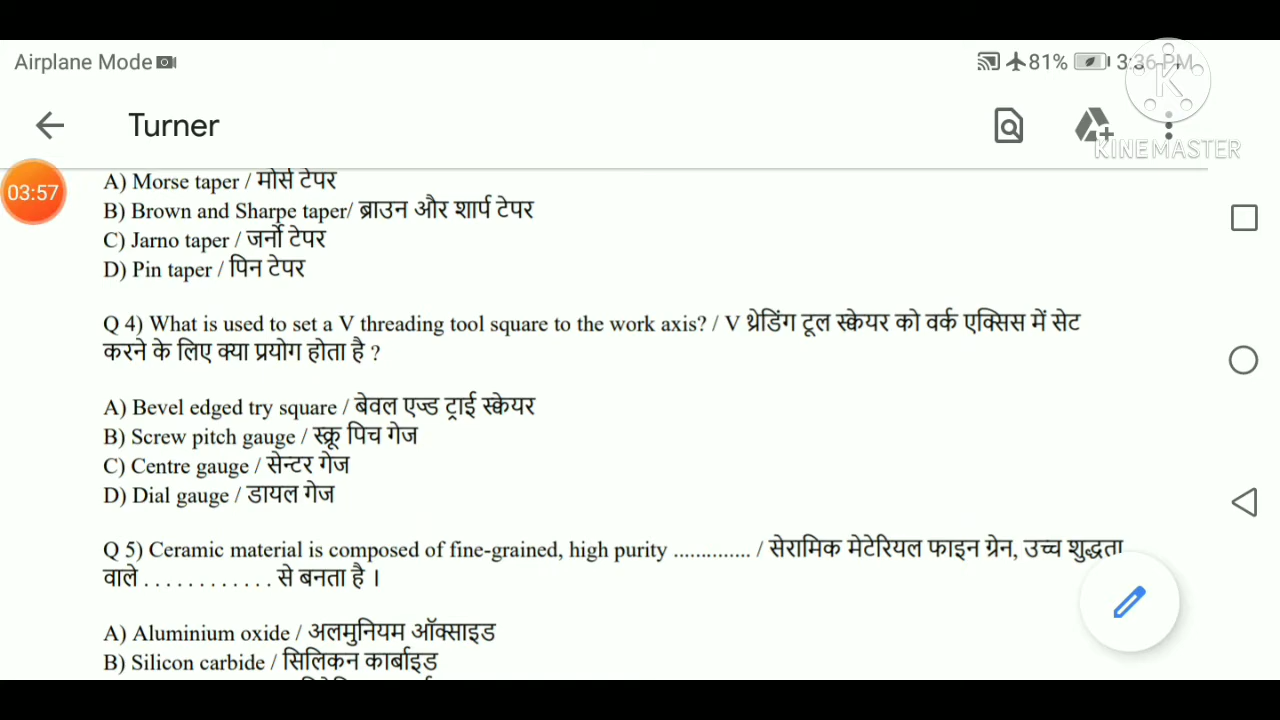 Airplane Mode
81% 3:36 PM
Turner
KINEMASTER
03:57
A) Morse taper / मोर्स टेपर
B) Brown and Sharpe taper/ ब्राउन और शार्प टेपर
C) Jarno taper / जर्नो टेपर
D) Pin taper / पिन टेपर
Q 4) What is used to set a V threading tool square to the work axis? / V थ्रेडिंग टूल स्केयर को वर्क एक्सिस में सेट
करने के लिए क्या प्रयोग होता है ?
A) Bevel edged try square / बेवल एज्ड ट्राई स्केयर
B) Screw pitch gauge / स्क्रू पिच गेज
C) Centre gauge / सेन्टर गेज
D) Dial gauge / डायल गेज
Q 5) Ceramic material is composed of fine-grained, high purity .............. / सेरामिक मेटेरियल फाइन ग्रेन, उच्च शुद्धता
वाले . . . . . . . . . . . . से बनता है ।
A) Aluminium oxide / अलमुनियम ऑक्साइड
B) Silicon carbide / सिलिकन कार्बाइड